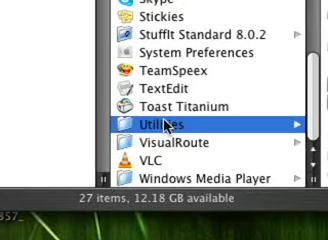 Skype
Stickies
StuffIt Standard 8.0.2
System Preferences
TeamSpeex
TextEdit
Toast Titanium
Utilities
VisualRoute
VLC
Windows Media Player
27 items, 12.18 GB available
857_